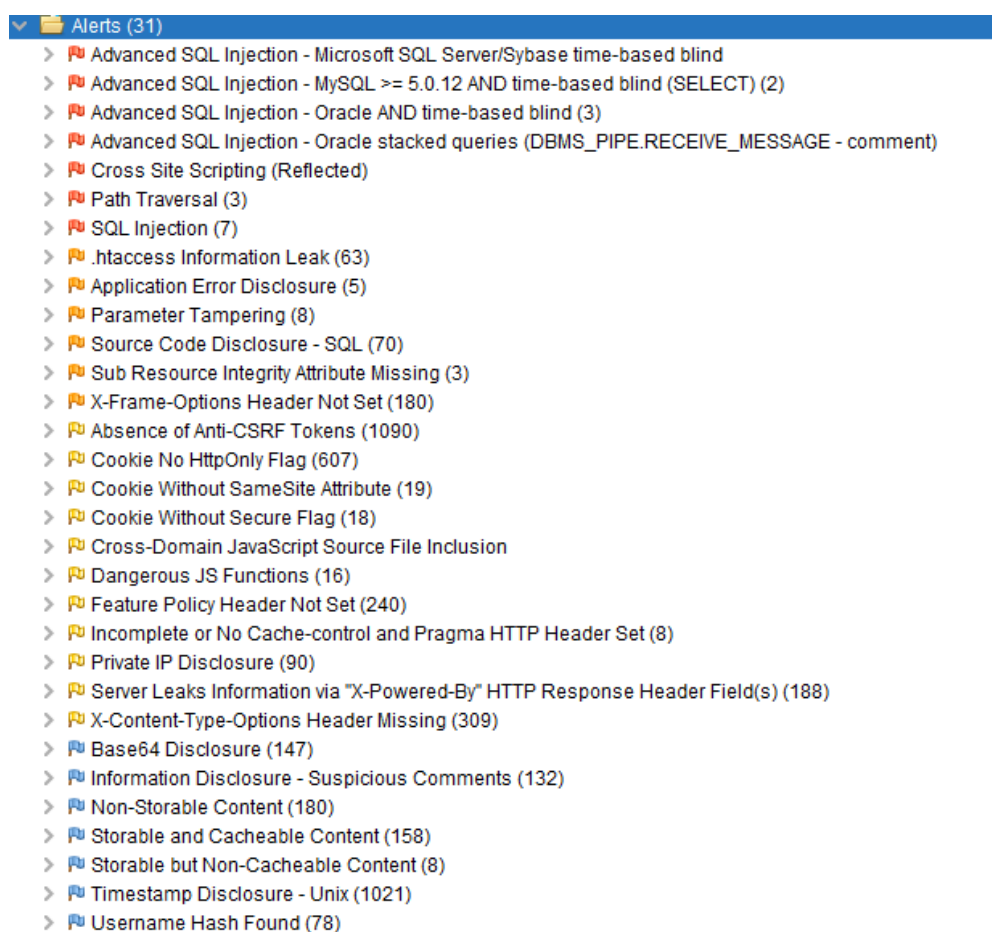 Alerts (31)
Advanced SQL Injection - Microsoft SQL Server/Sybase time-based blind
Advanced SQL Injection - MySQL >= 5.0.12 AND time-based blind (SELECT) (2)
Advanced SQL Injection - Oracle AND time-based blind (3)
Advanced SQL Injection - Oracle stacked queries (DBMS_PIPE.RECEIVE_MESSAGE - comment)
Cross Site Scripting (Reflected)
Path Traversal (3)
SQL Injection (7)
.htaccess Information Leak (63)
Application Error Disclosure (5)
Parameter Tampering (8)
Source Code Disclosure - SQL (70)
Sub Resource Integrity Attribute Missing (3)
X-Frame-Options Header Not Set (180)
Absence of Anti-CSRF Tokens (1090)
Cookie No HttpOnly Flag (607)
Cookie Without SameSite Attribute (19)
Cookie Without Secure Flag (18)
Cross-Domain JavaScript Source File Inclusion
Dangerous JS Functions (16)
Feature Policy Header Not Set (240)
Incomplete or No Cache-control and Pragma HTTP Header Set (8)
Private IP Disclosure (90)
Server Leaks Information via "X-Powered-By" HTTP Response Header Field(s) (188)
X-Content-Type-Options Header Missing (309)
Base64 Disclosure (147)
Information Disclosure - Suspicious Comments (132)
Non-Storable Content (180)
Storable and Cacheable Content (158)
Storable but Non-Cacheable Content (8)
Timestamp Disclosure - Unix (1021)
Username Hash Found (78)